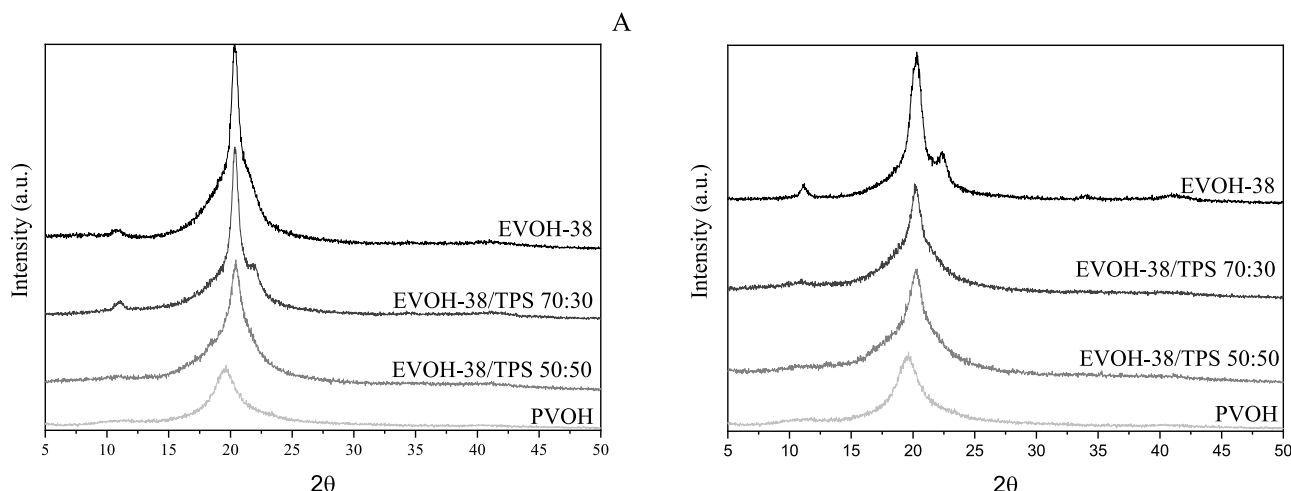 A
Intensity (a.u.)
EVOH-38
EVOH-38/TPS 70:30
EVOH-38/TPS 50:50
PVOH
5 10 15 20 25 30 35 40 45 50
2θ
Intensity (a.u.)
EVOH-38
EVOH-38/TPS 70:30
EVOH-38/TPS 50:50
PVOH
5 10 15 20 25 30 35 40 45 50
2θ